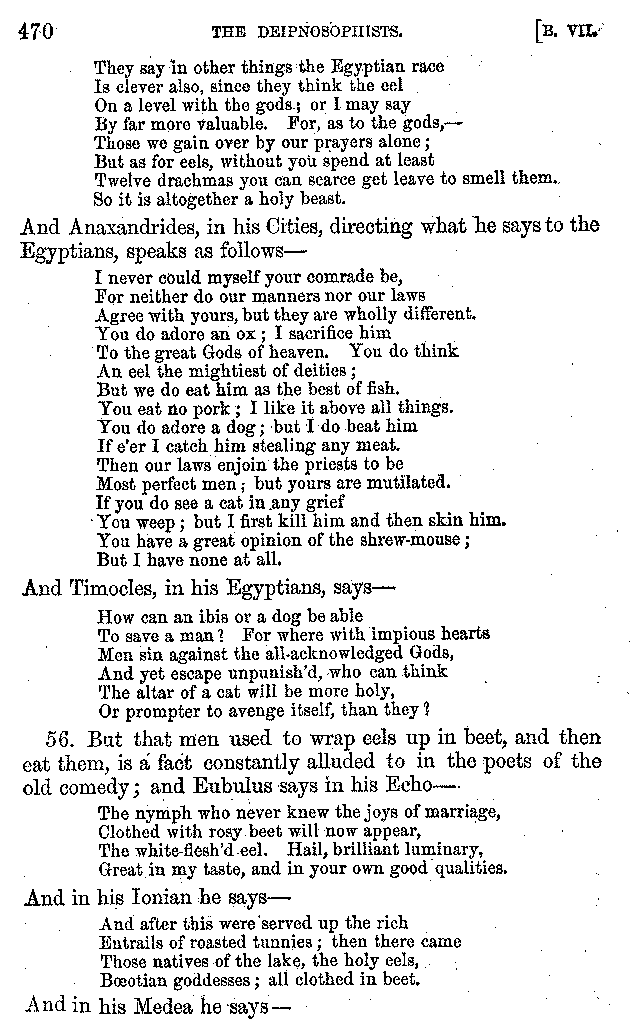 470 THE DEIPNOSOPHISTS. [B. VII.
They say in other things the Egyptian race
Is clever also, since they think the eel
On a level with the gods; or I may say
By far more valuable. For, as to the gods,—
Those we gain over by our prayers alone;
But as for eels, without you spend at least
Twelve drachmas you can scarce get leave to smell them.
So it is altogether a holy beast.
And Anaxandrides, in his Cities, directing what he says to the
Egyptians, speaks as follows—
I never could myself your comrade be,
For neither do our manners nor our laws
Agree with yours, but they are wholly different.
You do adore an ox; I sacrifice him
To the great Gods of heaven. You do think
An eel the mightiest of deities;
But we do eat him as the best of fish.
You eat no pork; I like it above all things.
You do adore a dog; but I do beat him
If e'er I catch him stealing any meat.
Then our laws enjoin the priests to be
Most perfect men; but yours are mutilated.
If you do see a cat in any grief
You weep; but I first kill him and then skin him.
You have a great opinion of the shrew-mouse;
But I have none at all.
And Timocles, in his Egyptians, says—
How can an ibis or a dog be able
To save a man? For where with impious hearts
Men sin against the all-acknowledged Gods,
And yet escape unpunish'd, who can think
The altar of a cat will be more holy,
Or prompter to avenge itself, than they?
56. But that men used to wrap eels up in beet, and then
eat them, is a fact constantly alluded to in the poets of the
old comedy; and Eubulus says in his Echo—
The nymph who never knew the joys of marriage,
Clothed with rosy beet will now appear,
The white-flesh'd eel. Hail, brilliant luminary,
Great in my taste, and in your own good qualities.
And in his Ionian he says—
And after this were served up the rich
Entrails of roasted tunnies; then there came
Those natives of the lake, the holy eels,
Bœotian goddesses; all clothed in beet.
And in his Medea he says—